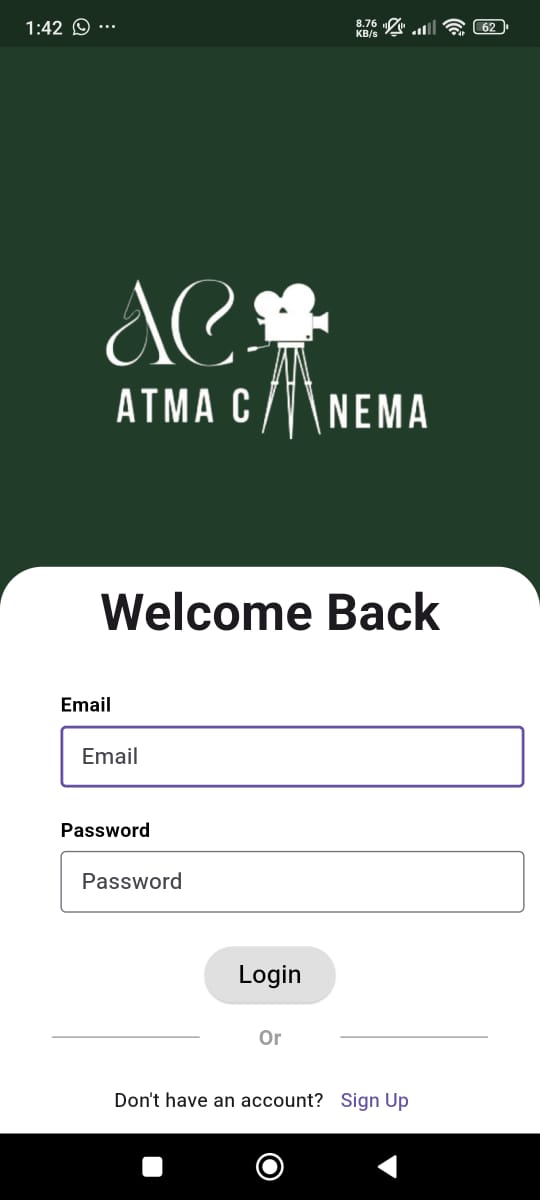 1:42 ...
8.76
KB/s
62
AC
ATMA C NEMA
Welcome Back
Email
Email
Password
Password
Login
Or
Don't have an account? Sign Up